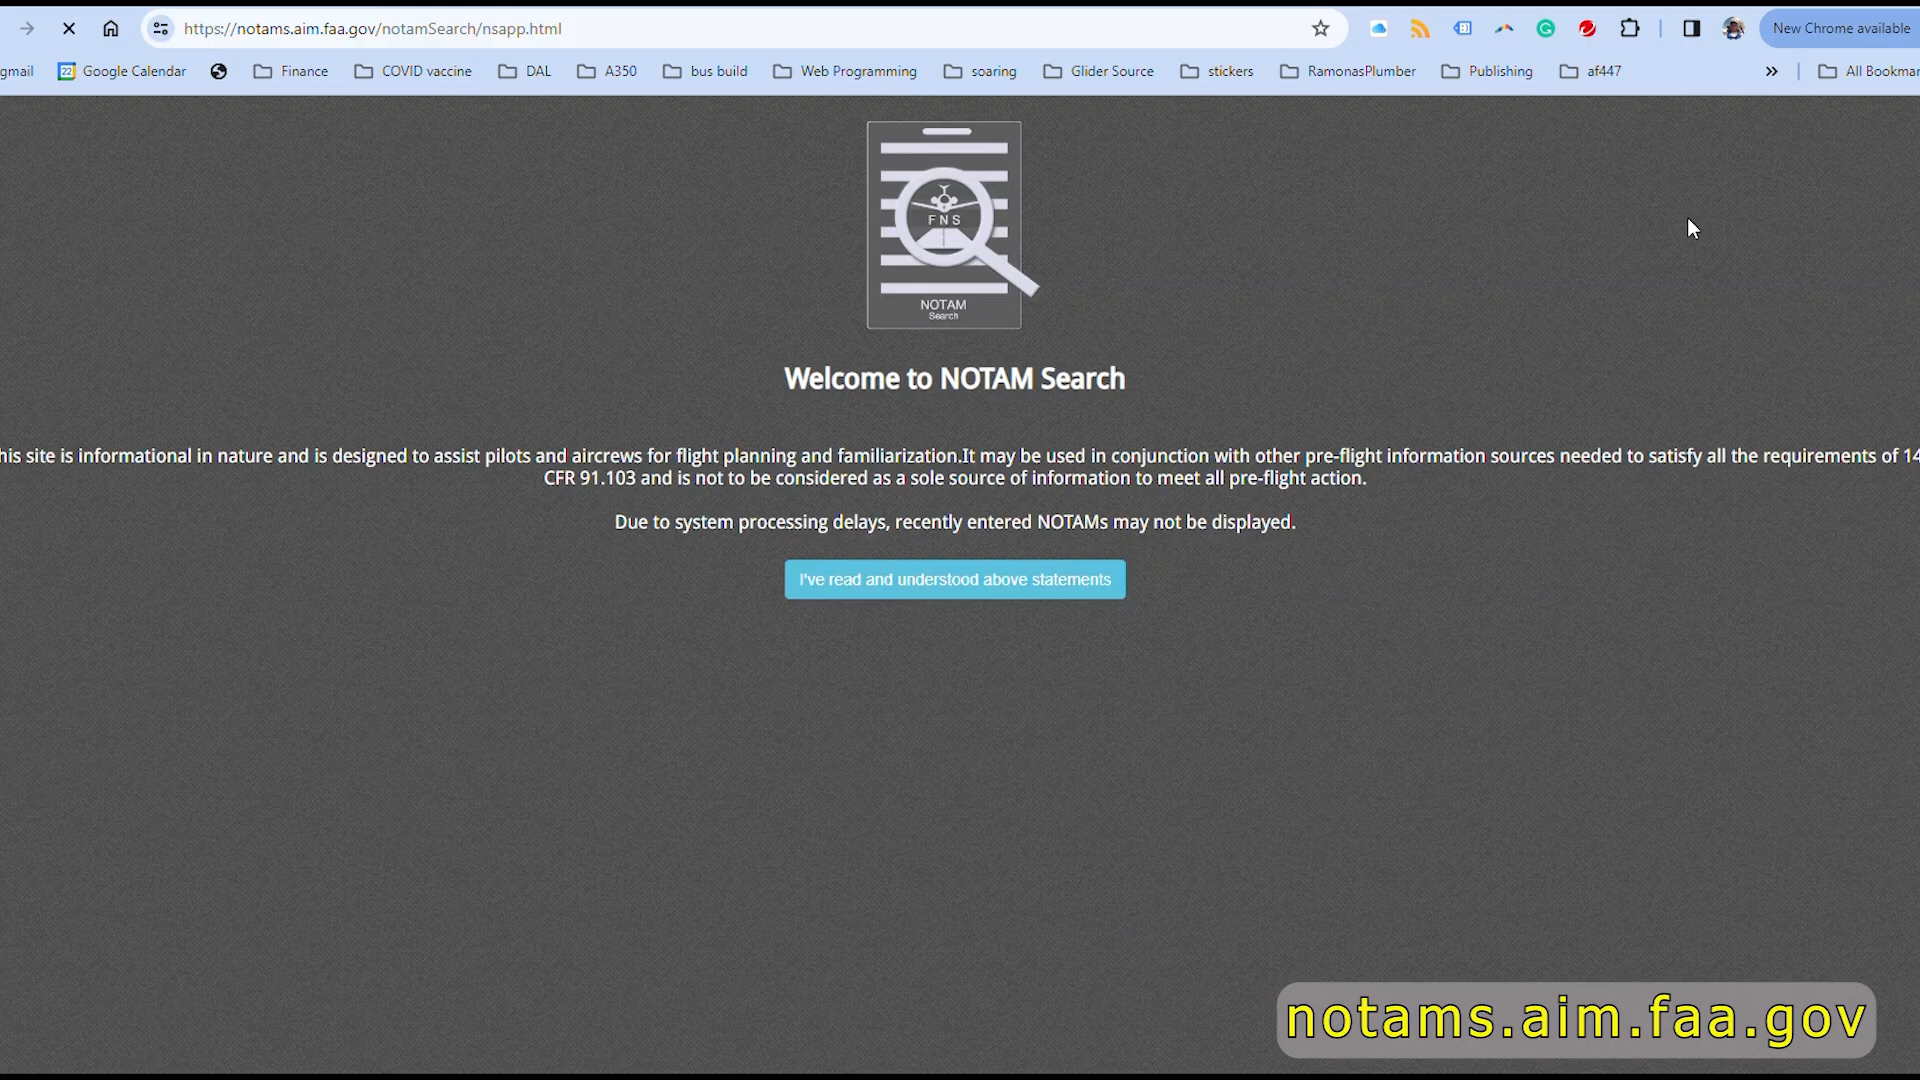 https://notams.aim.faa.gov/notamSearch/nsapp.html
New Chrome available
gmail
22 Google Calendar
Finance
COVID vaccine
DAL
A350
bus build
Web Programming
soaring
Glider Source
stickers
RamonasPlumber
Publishing
af447
All Bookmar
FNS
NOTAM
Search
Welcome to NOTAM Search
his site is informational in nature and is designed to assist pilots and aircrews for flight planning and familiarization.It may be used in conjunction with other pre-flight information sources needed to satisfy all the requirements of 14
CFR 91.103 and is not to be considered as a sole source of information to meet all pre-flight action.
Due to system processing delays, recently entered NOTAMs may not be displayed.
I've read and understood above statements
notams.aim.faa.gov